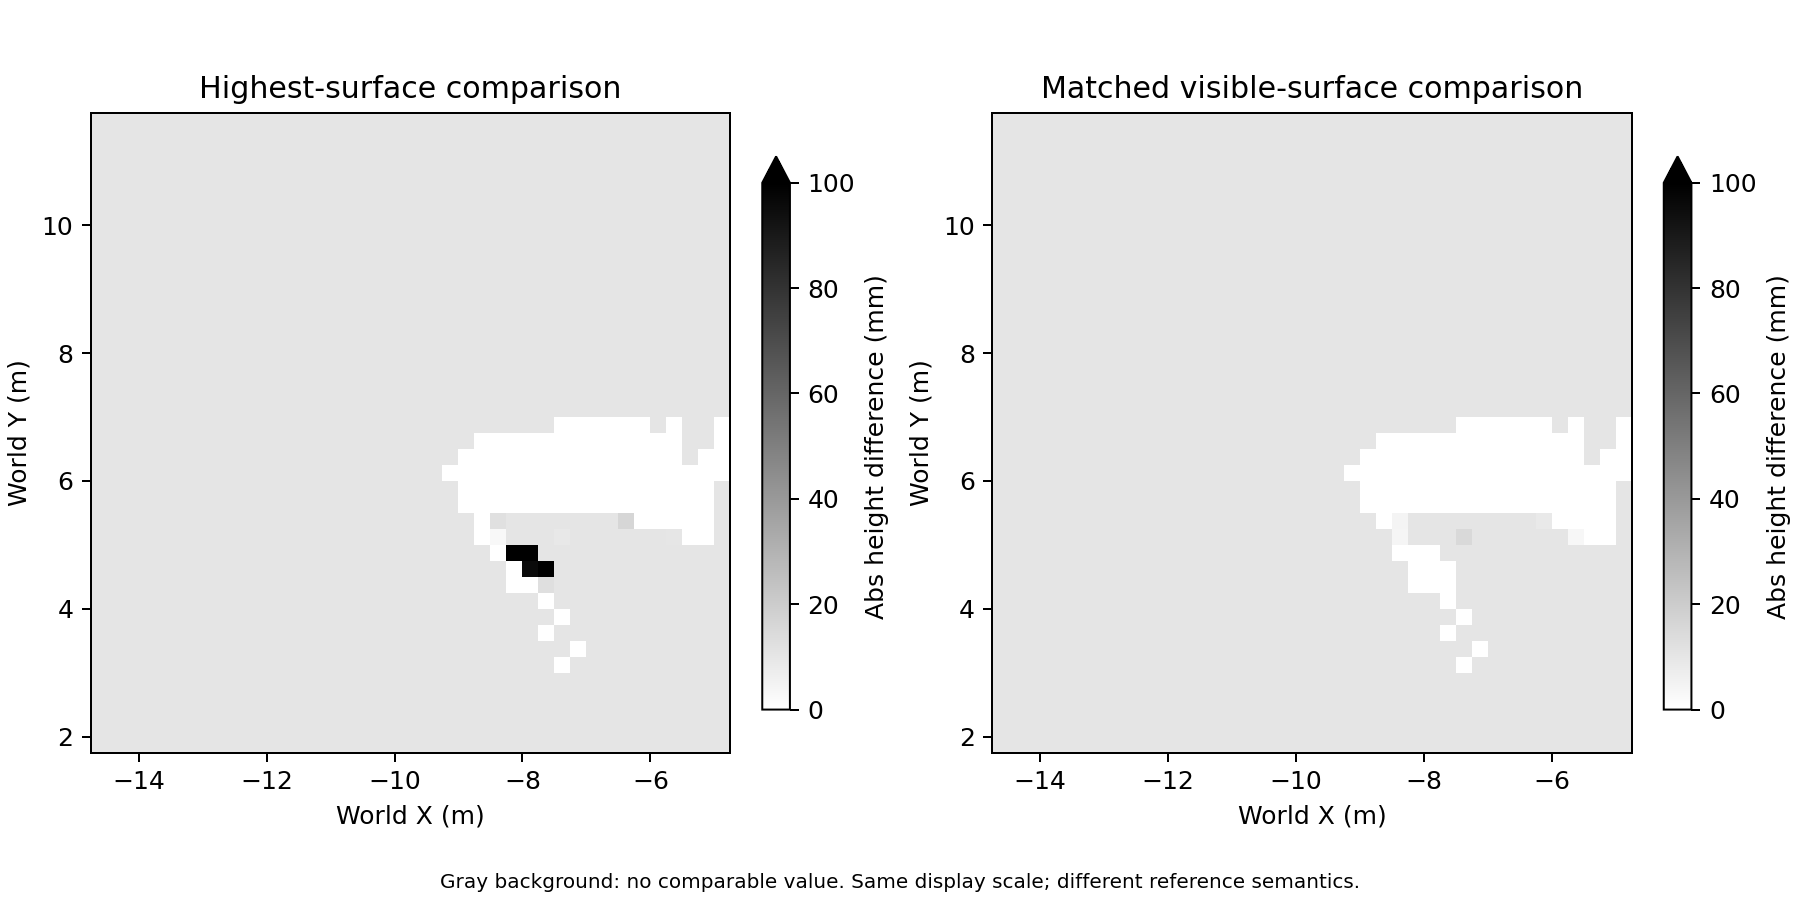 Highest-surface comparison
10
8
6
4
2
World Y (m)
−14 −12 −10 −8 −6
World X (m)
100
80
60
40
20
0
Abs height difference (mm)
Matched visible-surface comparison
10
8
6
4
2
World Y (m)
−14 −12 −10 −8 −6
World X (m)
100
80
60
40
20
0
Abs height difference (mm)
Gray background: no comparable value. Same display scale; different reference semantics.